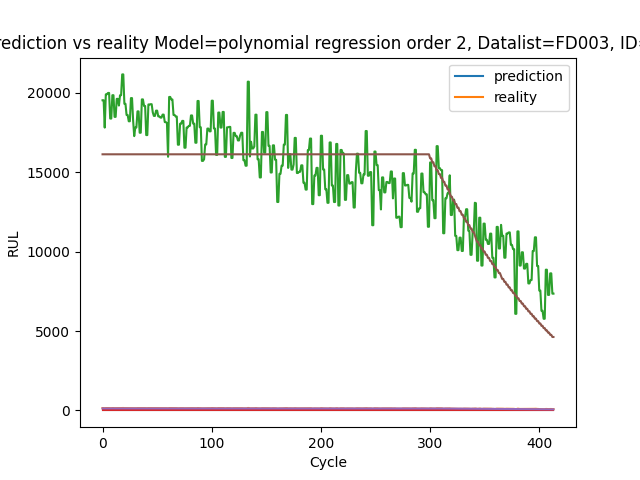 rediction vs reality Model=polynomial regression order 2, Datalist=FD003, ID=
prediction
reality
20000
15000
10000
5000
0
RUL
0 100 200 300 400
Cycle